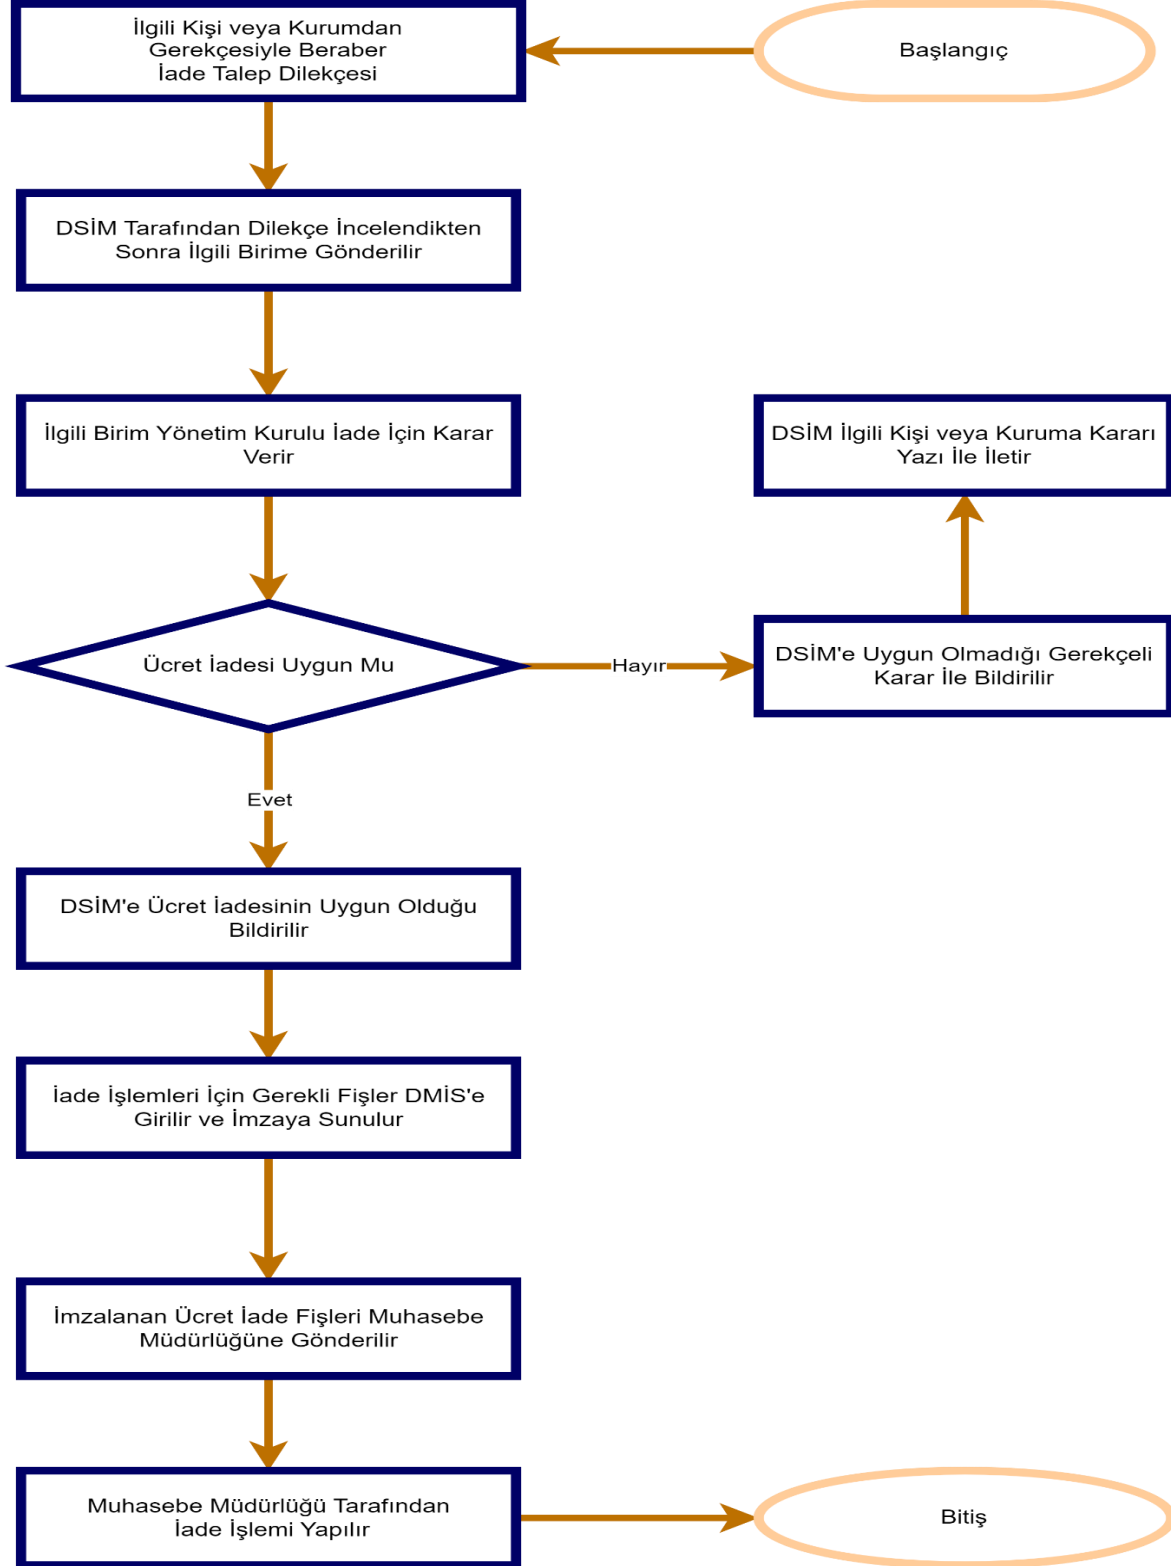 Başlangıç
İlgili Kişi veya Kurumdan
Gerekçesiyle Beraber
İade Talep Dilekçesi
DSİM Tarafından Dilekçe İncelendikten
Sonra İlgili Birime Gönderilir
İlgili Birim Yönetim Kurulu İade İçin Karar
Verir
Ücret İadesi Uygun Mu
Hayır
DSİM'e Uygun Olmadığı Gerekçeli
Karar İle Bildirilir
DSİM İlgili Kişi veya Kuruma Kararı
Yazı İle İletir
Evet
DSİM'e Ücret İadesinin Uygun Olduğu
Bildirilir
İade İşlemleri İçin Gerekli Fişler DMİS'e
Girilir ve İmzaya Sunulur
İmzalanan Ücret İade Fişleri Muhasebe
Müdürlüğüne Gönderilir
Muhasebe Müdürlüğü Tarafından
İade İşlemi Yapılır
Bitiş